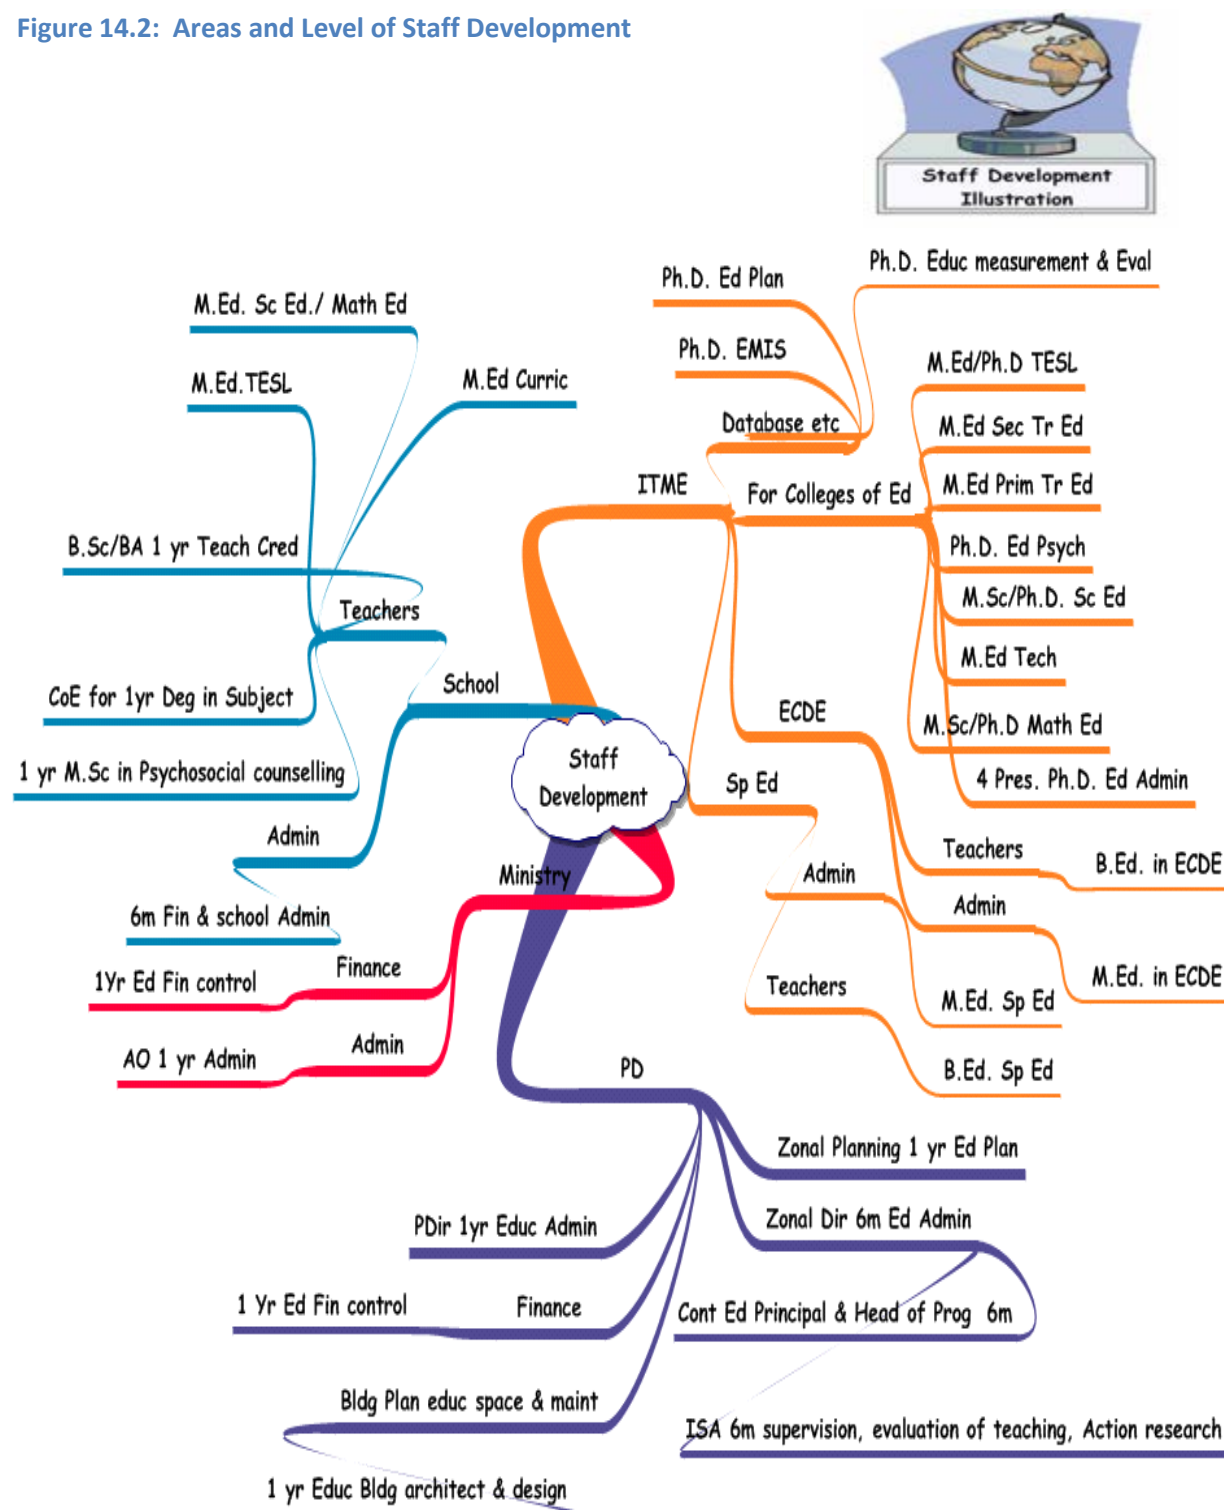 Figure 14.2:  Areas and Level of Staff Development
Staff Development
Illustration
Ph.D. Educ measurement & Eval
Ph.D. Ed Plan
M.Ed. Sc Ed./ Math Ed
Ph.D. EMIS
M.Ed/Ph.D TESL
M.Ed.TESL
M.Ed Curric
Database etc
M.Ed Sec Tr Ed
ITME
For Colleges of Ed
M.Ed Prim Tr Ed
B.Sc/BA 1 yr Teach Cred
Ph.D. Ed Psych
Teachers
M.Sc/Ph.D. Sc Ed
M.Ed Tech
CoE for 1yr Deg in Subject
School
ECDE
M.Sc/Ph.D Math Ed
Staff
Development
1 yr M.Sc in Psychosocial counselling
Sp Ed
4 Pres. Ph.D. Ed Admin
Admin
Teachers
B.Ed. in ECDE
Ministry
Admin
Admin
6m Fin & school Admin
Finance
1Yr Ed Fin control
M.Ed. in ECDE
Teachers
M.Ed. Sp Ed
Admin
AO 1 yr Admin
PD
B.Ed. Sp Ed
Zonal Planning 1 yr Ed Plan
PDir 1yr Educ Admin
Zonal Dir 6m Ed Admin
1 Yr Ed Fin control
Finance
Cont Ed Principal & Head of Prog  6m
Bldg Plan educ space & maint
ISA 6m supervision, evaluation of teaching, Action research
1 yr Educ Bldg architect & design